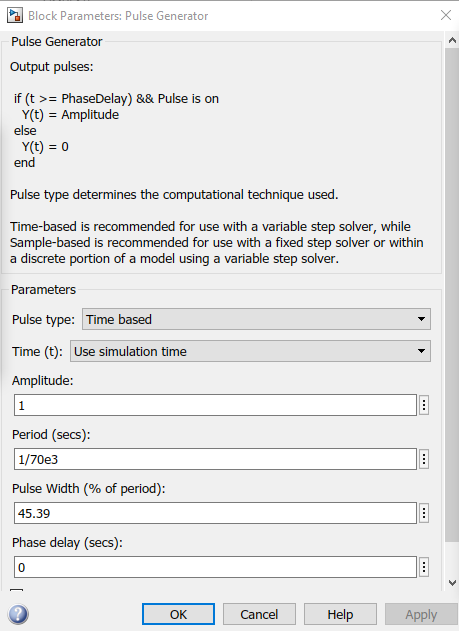 Block Parameters: Pulse Generator
Pulse Generator
Output pulses:
if (t >= PhaseDelay) && Pulse is on
Y(t) = Amplitude
else
Y(t) = 0
end
Pulse type determines the computational technique used.
Time-based is recommended for use with a variable step solver, while
Sample-based is recommended for use with a fixed step solver or within
a discrete portion of a model using a variable step solver.
Parameters
Pulse type: Time based
Time (t): Use simulation time
Amplitude:
1
Period (secs):
1/70e3
Pulse Width (% of period):
45.39
Phase delay (secs):
0
OK Cancel Help Apply